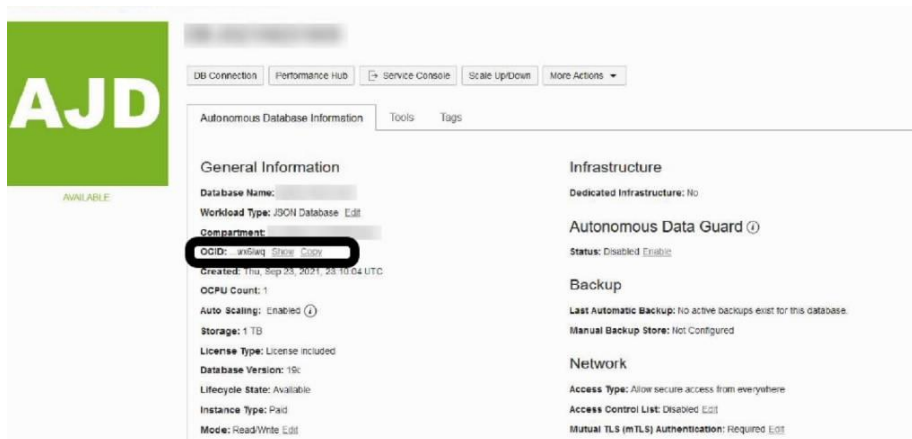 AJD
AVAILABLE
DB Connection
Performance Hub
Service Console
Scale Up/Down
More Actions
Autonomous Database Information
Tools
Tags
General Information
Database Name:
Workload Type: JSON Database Edit
Compartment:
OCID: Show Copy
Created: Thu, Sep 23, 2021, 23:10:04 UTC
OCPU Count: 1
Auto Scaling: Enabled
Storage: 1 TB
License Type: License included
Database Version: 19c
Lifecycle State: Available
Instance Type: Paid
Mode: Read/Write Edit
Infrastructure
Dedicated Infrastructure: No
Autonomous Data Guard
Status: Disabled Enable
Backup
Last Automatic Backup: No active backups exist for this database.
Manual Backup Store: Not Configured
Network
Access Type: Allow secure access from everywhere
Access Control List: Disabled Edit
Mutual TLS (mTLS) Authentication: Required Edit